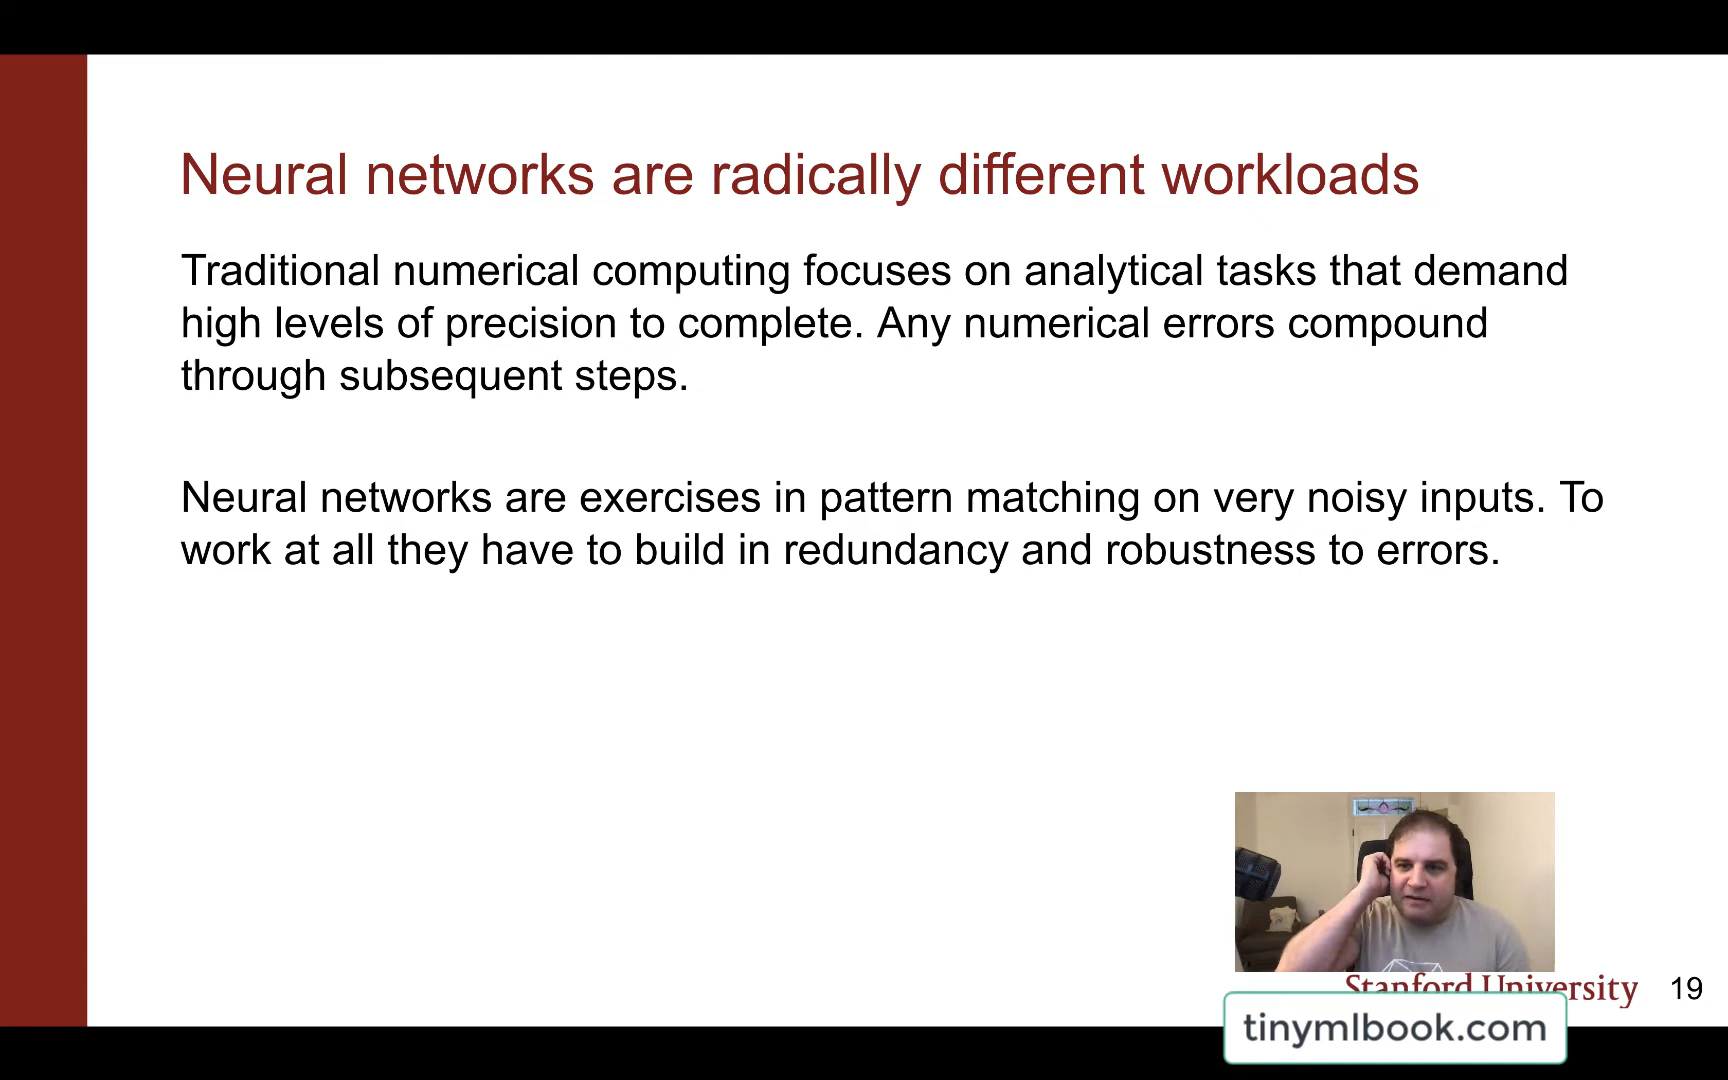 Neural networks are radically different workloads
Traditional numerical computing focuses on analytical tasks that demand
high levels of precision to complete. Any numerical errors compound
through subsequent steps.
Neural networks are exercises in pattern matching on very noisy inputs. To
work at all they have to build in redundancy and robustness to errors.
Stanford University 19
tinymlbook.com